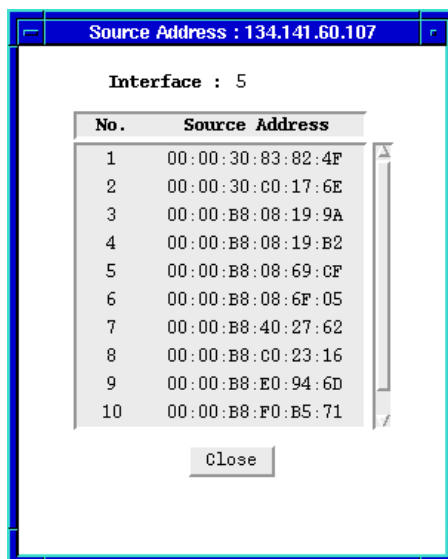 Source Address : 134.141.60.107
Interface : 5
No. Source Address
1 00:00:30:83:82:4F
2 00:00:30:C0:17:6E
3 00:00:B8:08:19:9A
4 00:00:B8:08:19:B2
5 00:00:B8:08:69:CF
6 00:00:B8:08:6F:05
7 00:00:B8:40:27:62
8 00:00:B8:C0:23:16
9 00:00:B8:E0:94:6D
10 00:00:B8:F0:B5:71
Close